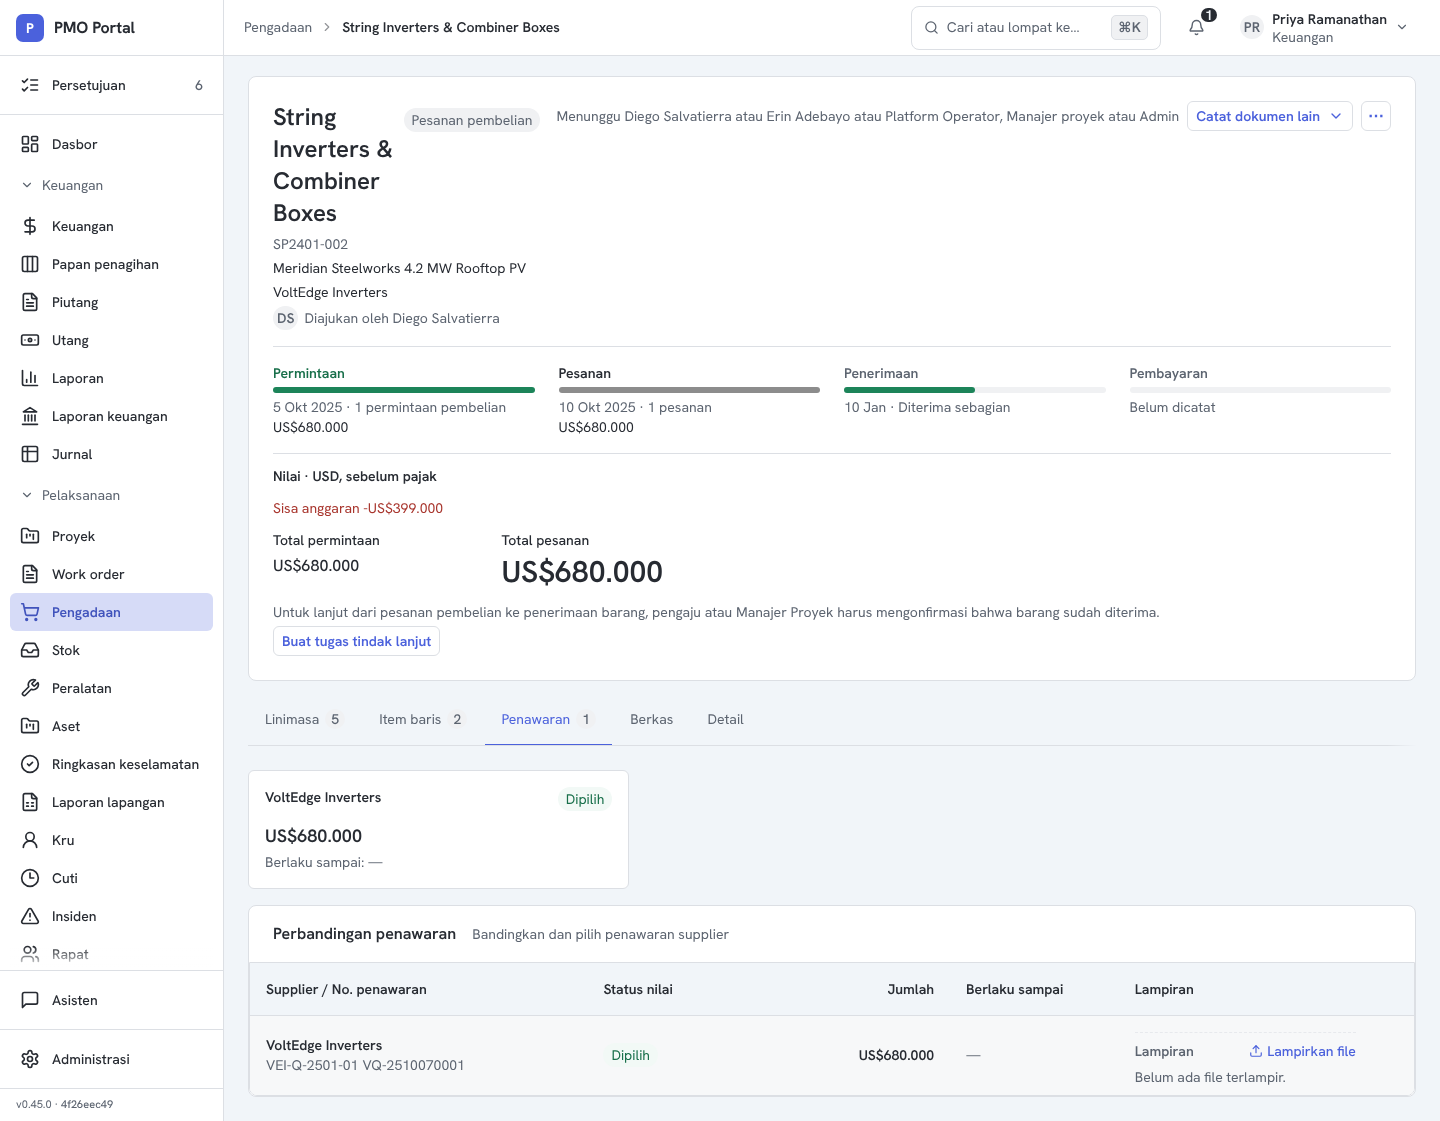 P PMO Portal
Pengadaan
String Inverters & Combiner Boxes
Cari atau lompat ke...
⌘K
1
PR
Priya Ramanathan
Keuangan
Persetujuan 6
Dasbor
Keuangan
Keuangan
Papan penagihan
Piutang
Utang
Laporan
Laporan keuangan
Jurnal
Pelaksanaan
Proyek
Work order
Pengadaan
Stok
Peralatan
Aset
Ringkasan keselamatan
Laporan lapangan
Kru
Cuti
Insiden
Rapat
Asisten
Administrasi
v0.45.0 · 4f26eec49
String
Inverters &
Combiner
Boxes
Pesanan pembelian
Menunggu Diego Salvatierra atau Erin Adebayo atau Platform Operator, Manajer proyek atau Admin
Catat dokumen lain
SP2401-002
Meridian Steelworks 4.2 MW Rooftop PV
VoltEdge Inverters
DS Diajukan oleh Diego Salvatierra
Permintaan
5 Okt 2025 · 1 permintaan pembelian
US$680.000
Pesanan
10 Okt 2025 · 1 pesanan
US$680.000
Penerimaan
10 Jan · Diterima sebagian
Pembayaran
Belum dicatat
Nilai · USD, sebelum pajak
Sisa anggaran -US$399.000
Total permintaan
US$680.000
Total pesanan
US$680.000
Untuk lanjut dari pesanan pembelian ke penerimaan barang, pengaju atau Manajer Proyek harus mengonfirmasi bahwa barang sudah diterima.
Buat tugas tindak lanjut
Linimasa 5
Item baris 2
Penawaran 1
Berkas
Detail
VoltEdge Inverters
Dipilih
US$680.000
Berlaku sampai: —
Perbandingan penawaran
Bandingkan dan pilih penawaran supplier
Supplier / No. penawaran
Status nilai
Jumlah
Berlaku sampai
Lampiran
VoltEdge Inverters
VEI-Q-2501-01 VQ-2510070001
Dipilih
US$680.000
—
Lampiran
Lampirkan file
Belum ada file terlampir.